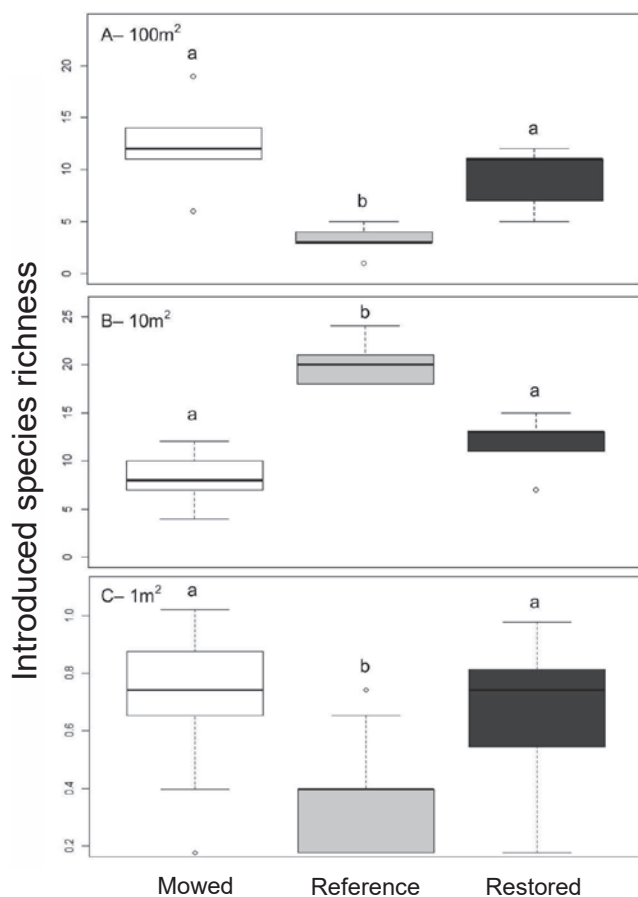 Introduced species richness
A– 100m²
a
b
a
20
15
10
5
0
B– 10m²
a
b
a
25
20
15
10
5
0
C– 1m²
a
b
a
1.0
0.8
0.6
0.4
0.2
Mowed Reference Restored